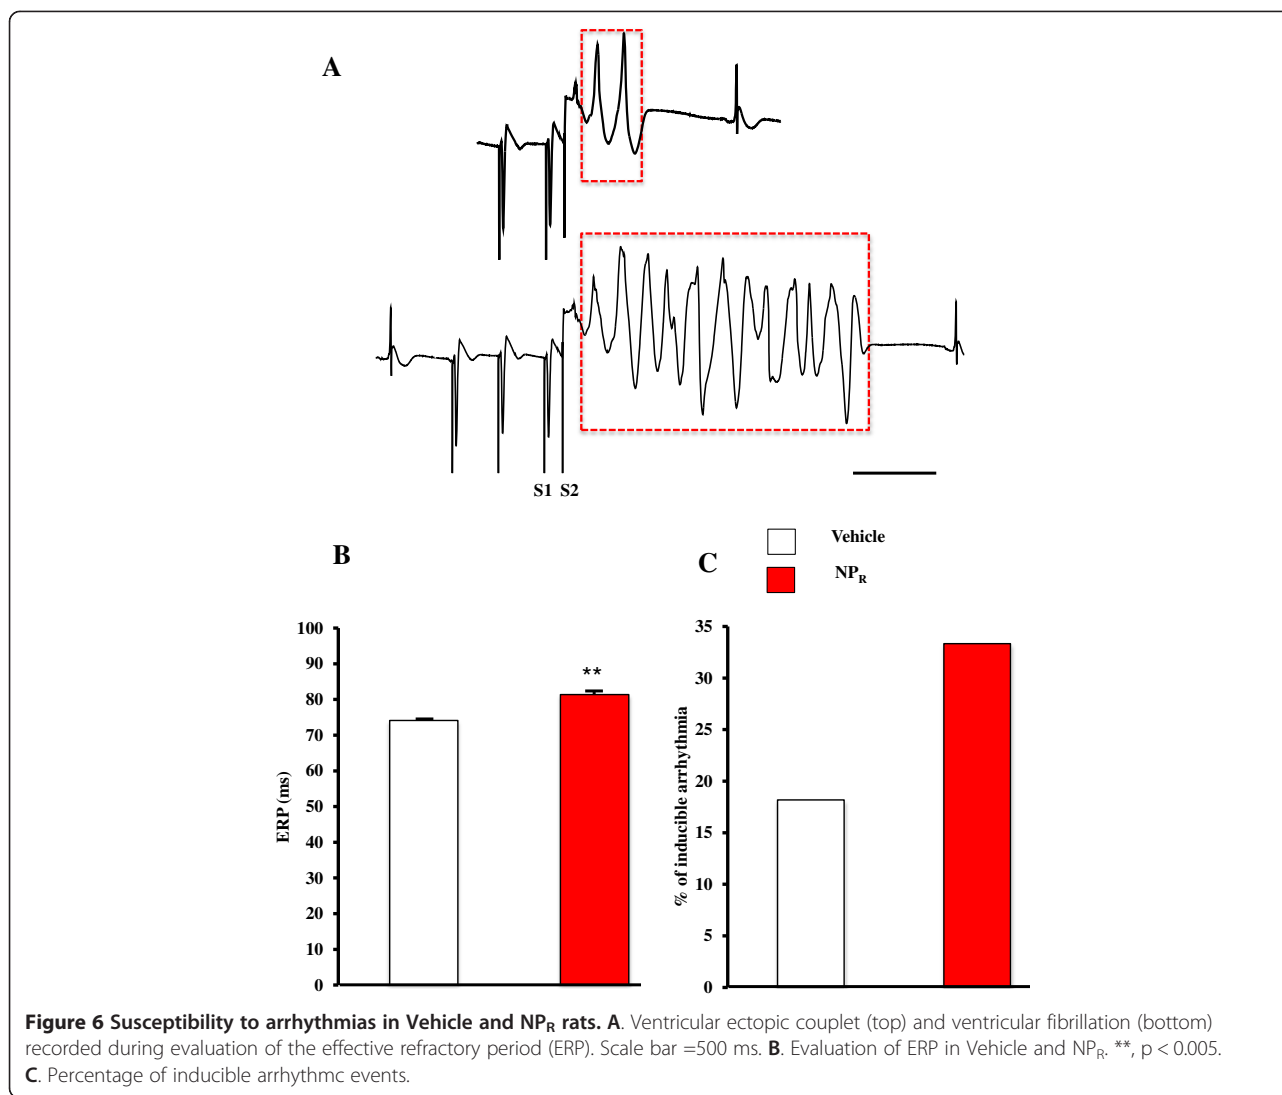 A
S1 S2
B
C
Vehicle
NPR
100
90
80
70
60
50
40
30
20
10
0
ERP (ms)
**
35
30
25
20
15
10
5
0
% of inducible arrhythmia
Figure 6 Susceptibility to arrhythmias in Vehicle and NPR rats. A. Ventricular ectopic couplet (top) and ventricular fibrillation (bottom)
recorded during evaluation of the effective refractory period (ERP). Scale bar =500 ms. B. Evaluation of ERP in Vehicle and NPR. **, p < 0.005.
C. Percentage of inducible arrhythmc events.